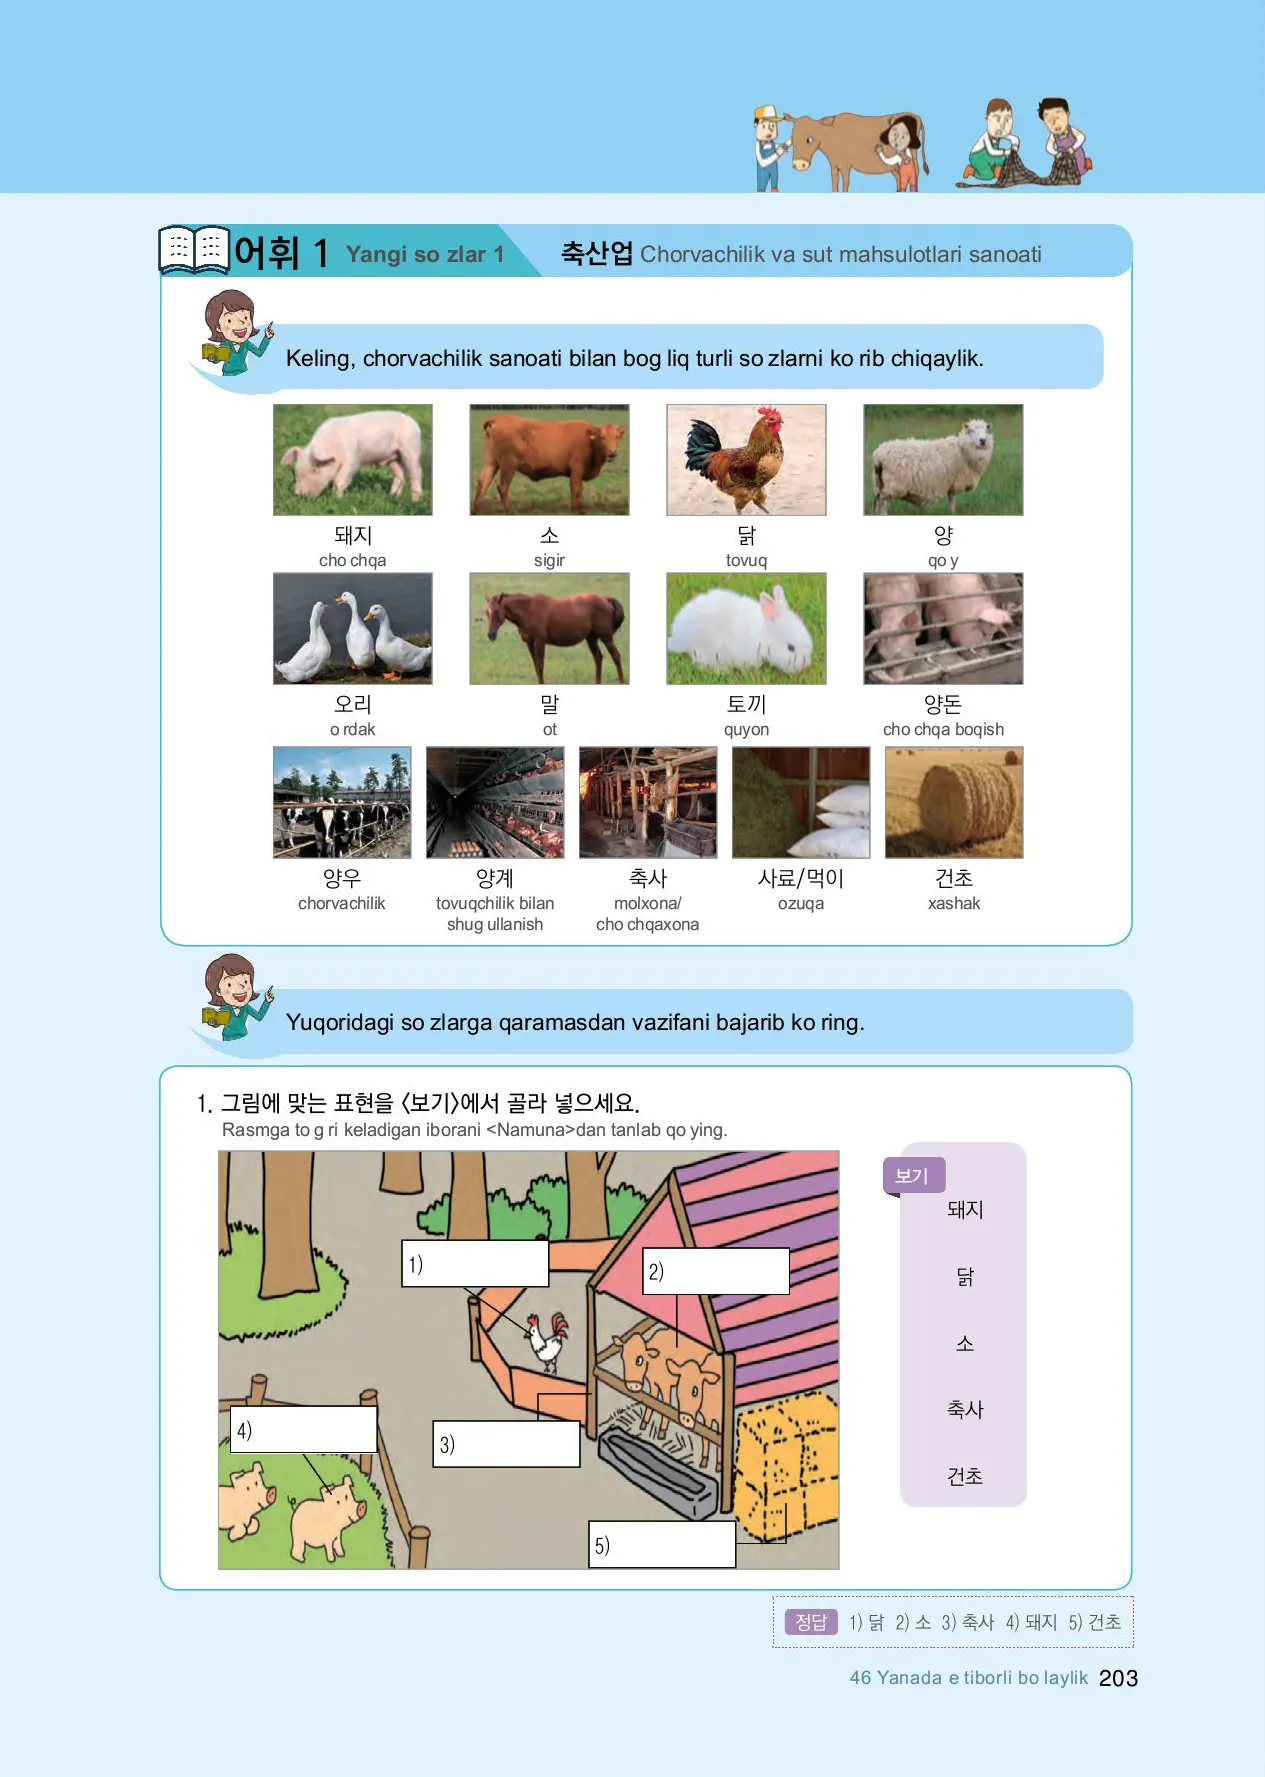 어휘 1 Yangi so zlar 1 축산업 Chorvachilik va sut mahsulotlari sanoati
Keling, chorvachilik sanoati bilan bog liq turli so zlarni ko rib chiqaylik.
돼지 소 닭 양
cho chqa sigir tovuq qo y
오리 말 토끼 양돈
o rdak ot quyon cho chqa boqish
양우 양계 축사 사료/먹이 건초
chorvachilik tovuqchilik bilan molxona/ ozuqa xashak
shug ullanish cho chqaxona
Yuqoridagi so zlarga qaramasdan vazifani bajarib ko ring.
1. 그림에 맞는 표현을 〈보기〉에서 골라 넣으세요.
Rasmga to g ri keladigan iborani <Namuna>dan tanlab qo ying.
1)
2)
3)
4)
5)
보기
돼지
닭
소
축사
건초
정답 1) 닭 2) 소 3) 축사 4) 돼지 5) 건초
46 Yanada e tiborli bo laylik 203